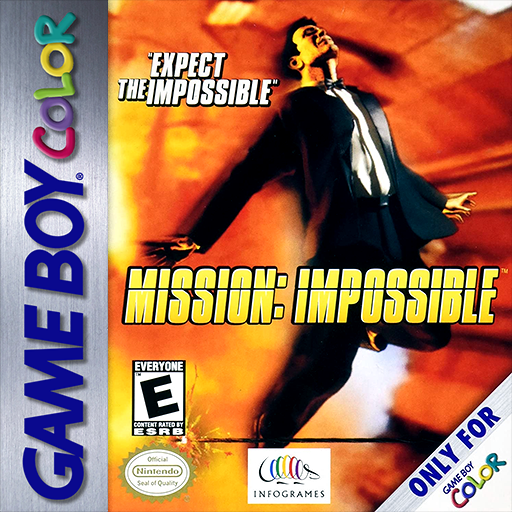 GAME BOY COLOR
"EXPECT
THE IMPOSSIBLE"
MISSION: IMPOSSIBLE™
EVERYONE
E
CONTENT RATED BY
ESRB
Official
Nintendo
Seal of Quality
INFOGRAMES
ONLY FOR
GAME BOY
COLOR